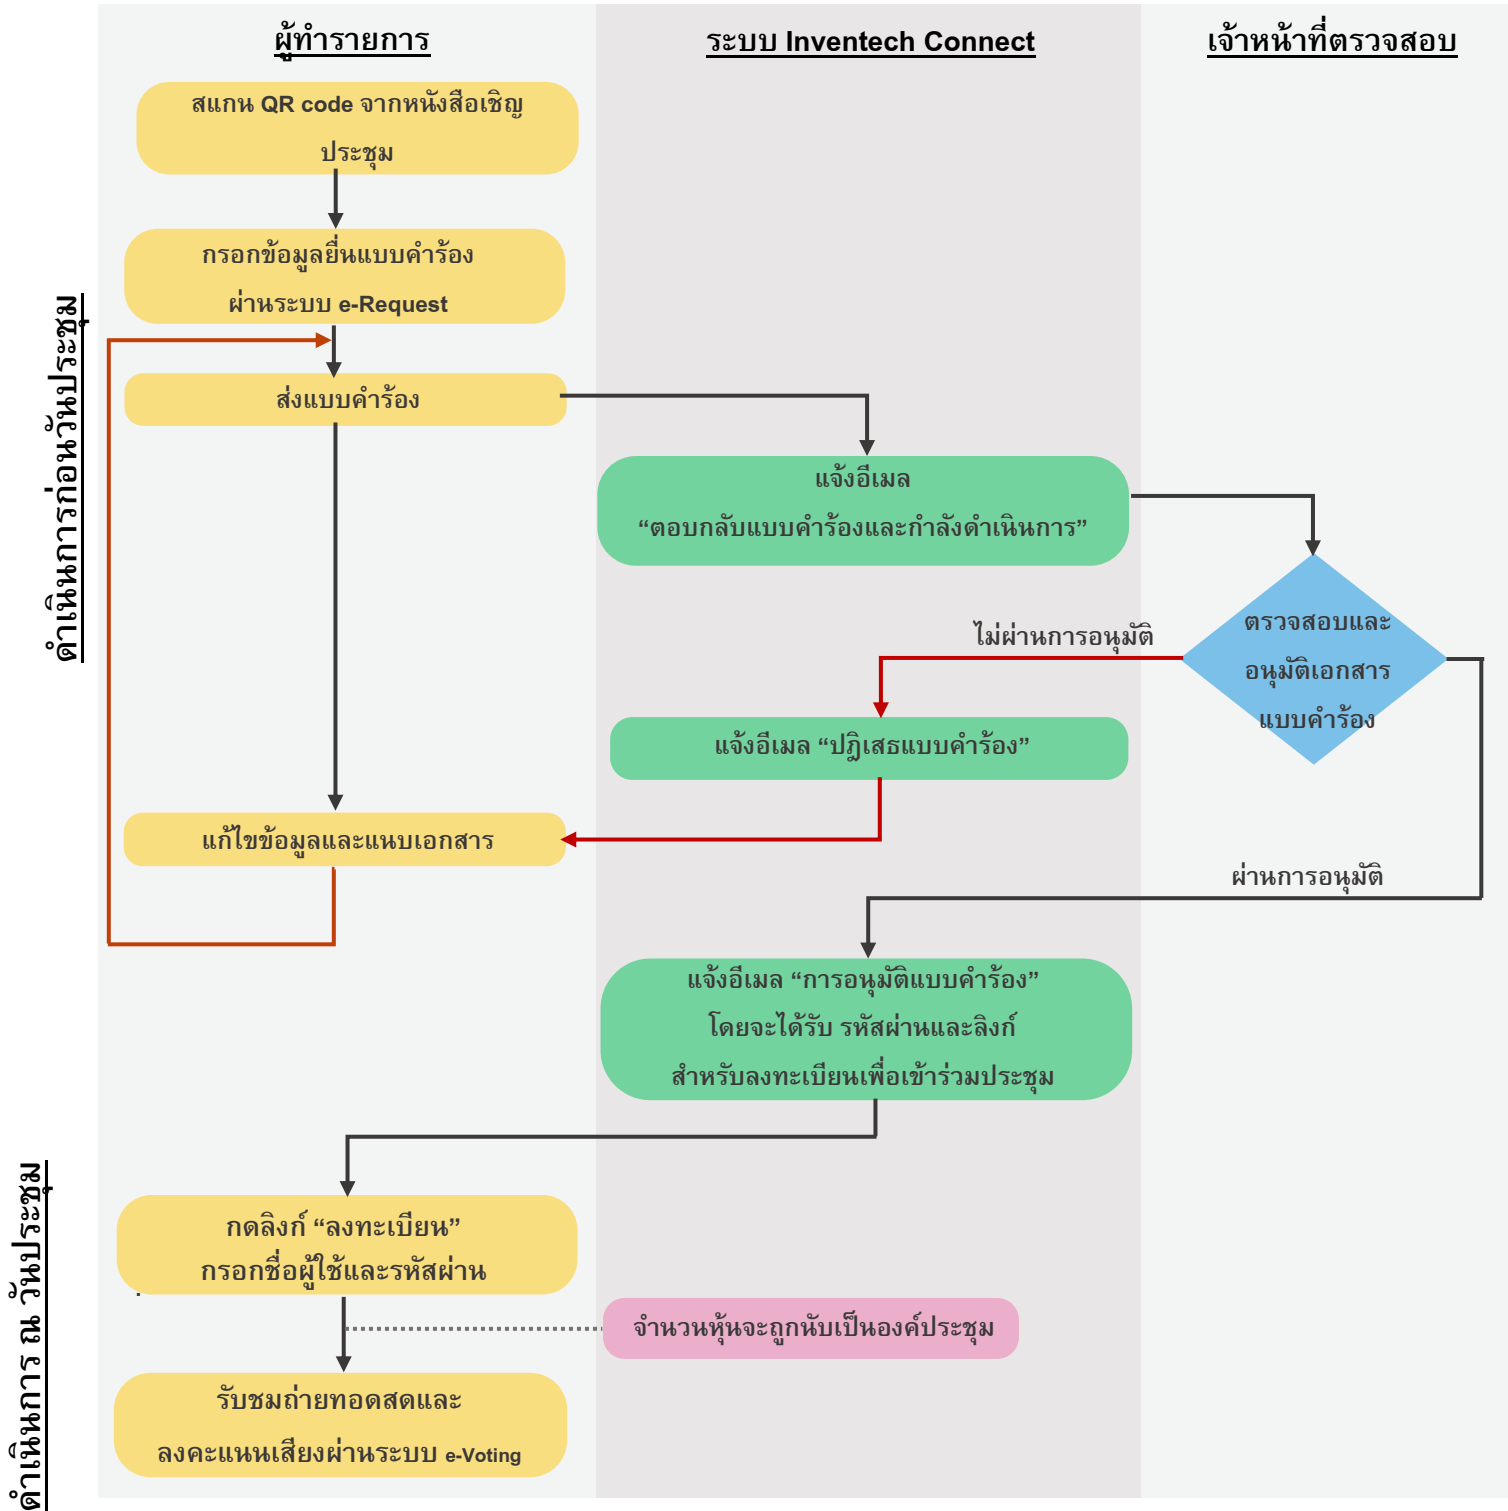 ผู้ทำรายการ
ระบบ Inventech Connect
เจ้าหน้าที่ตรวจสอบ
ดำเนินการก่อนวันประชุม
สแกน QR code จากหนังสือเชิญ
ประชุม
กรอกข้อมูลยื่นแบบคำร้อง
ผ่านระบบ e-Request
ส่งแบบคำร้อง
แจ้งอีเมล
“ตอบกลับแบบคำร้องและกำลังดำเนินการ”
ตรวจสอบและ
อนุมัติเอกสาร
แบบคำร้อง
ไม่ผ่านการอนุมัติ
แจ้งอีเมล “ปฎิเสธแบบคำร้อง”
แก้ไขข้อมูลและแนบเอกสาร
ผ่านการอนุมัติ
แจ้งอีเมล “การอนุมัติแบบคำร้อง”
โดยจะได้รับ รหัสผ่านและลิงก์
สำหรับลงทะเบียนเพื่อเข้าร่วมประชุม
ดำเนินการ ณ วันประชุม
กดลิงก์ “ลงทะเบียน”
กรอกชื่อผู้ใช้และรหัสผ่าน
จำนวนหุ้นจะถูกนับเป็นองค์ประชุม
รับชมถ่ายทอดสดและ
ลงคะแนนเสียงผ่านระบบ e-Voting